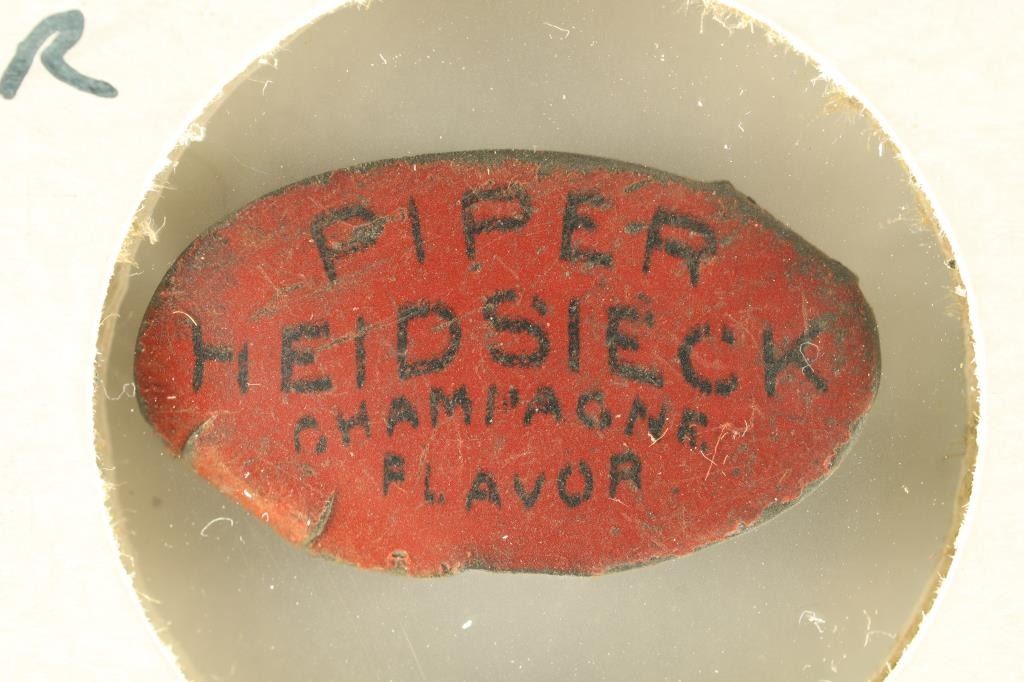 R
PIPER
HEIDSIECK
CHAMPAGNE
FLAVOR